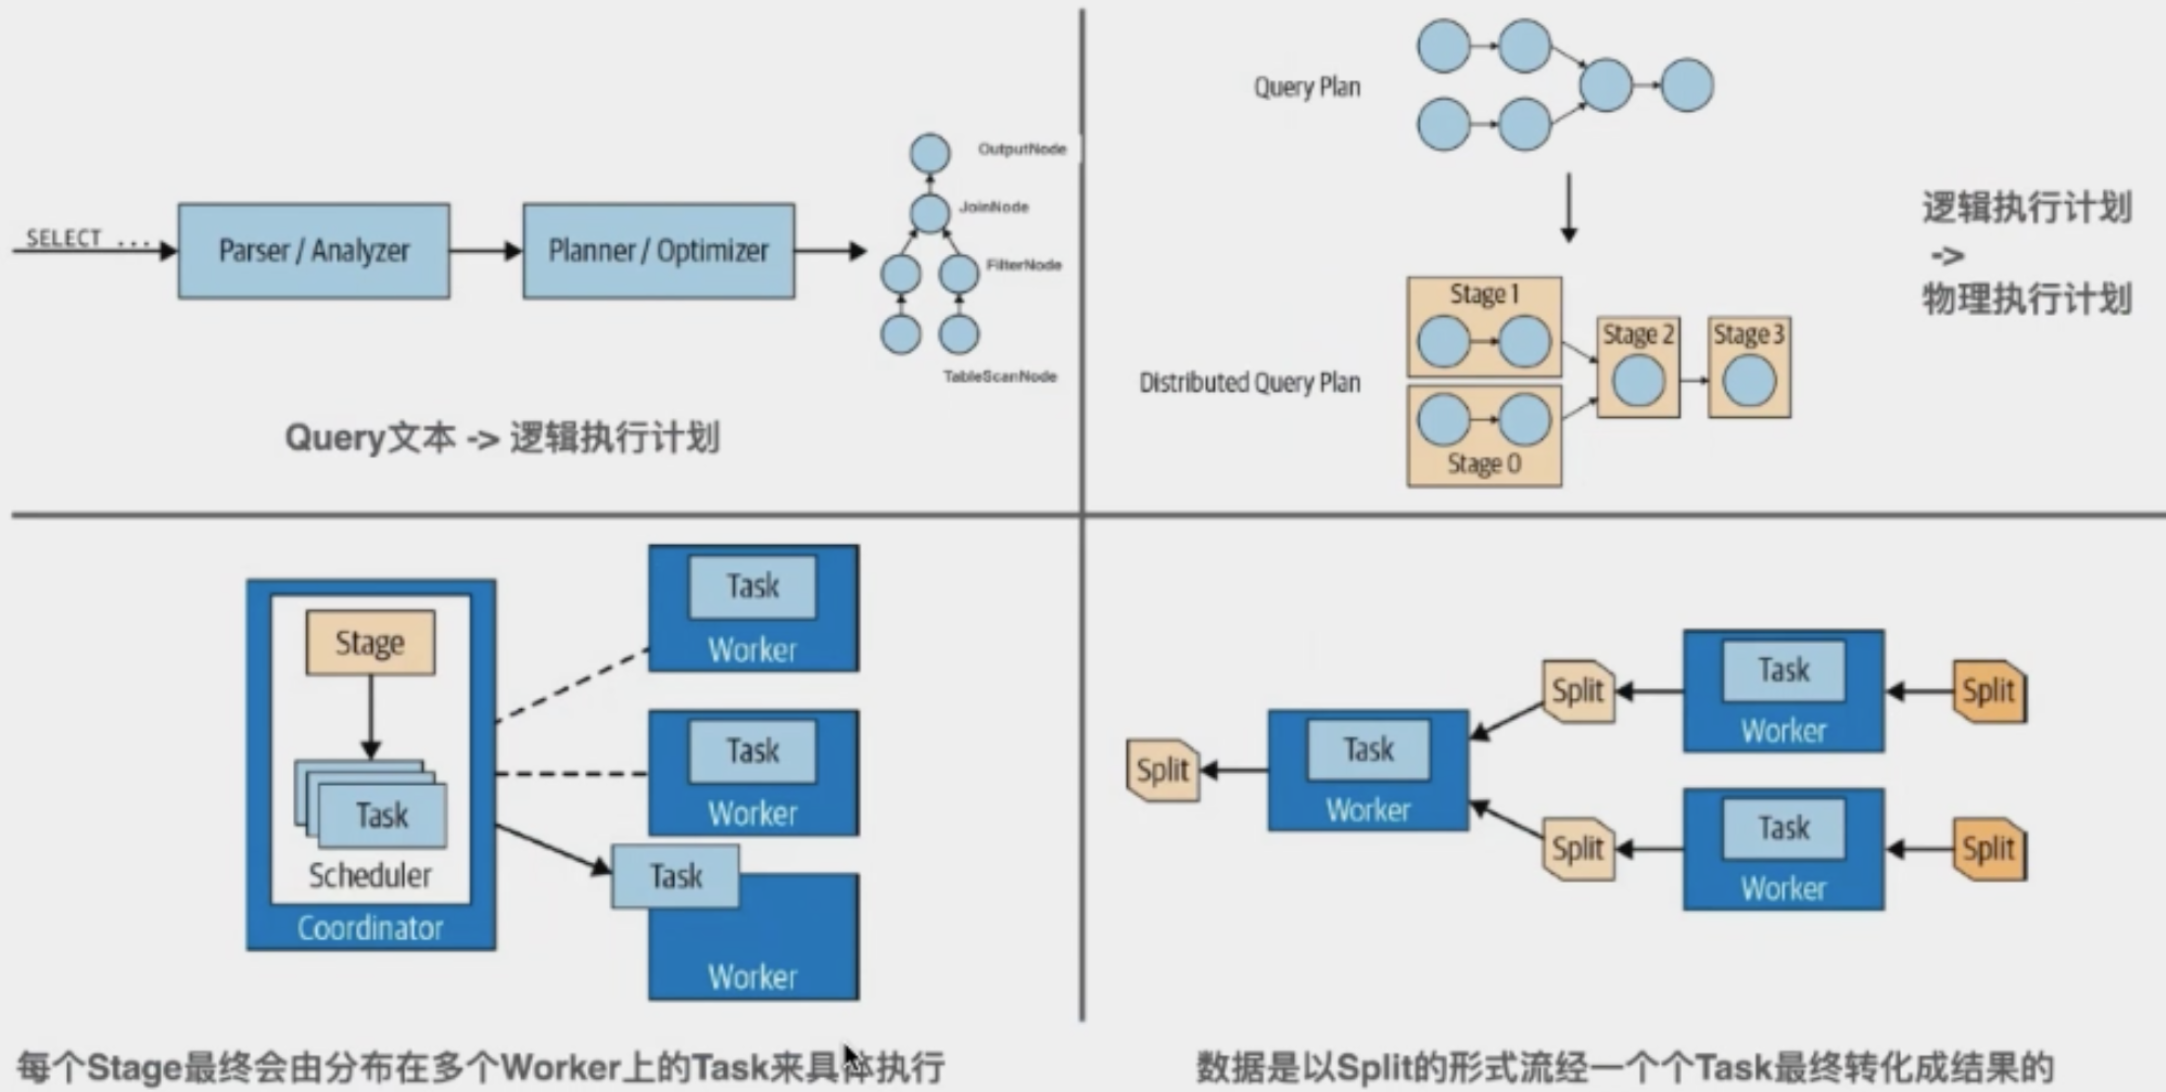 SELECT ...
Parser / Analyzer
Planner / Optimizer
OutputNode
JoinNode
FilterNode
TableScanNode
Query文本 -> 逻辑执行计划
Query Plan
Stage 1
Stage 2
Stage 3
Distributed Query Plan
Stage 0
逻辑执行计划
->
物理执行计划
Stage
Task
Scheduler
Coordinator
Task
Worker
Task
Worker
Task
Worker
每个Stage最终会由分布在多个Worker上的Task来具体执行
Split
Task
Worker
Split
Task
Worker
Split
Split
Task
Worker
Split
数据是以Split的形式流经一个个Task最终转化成结果的